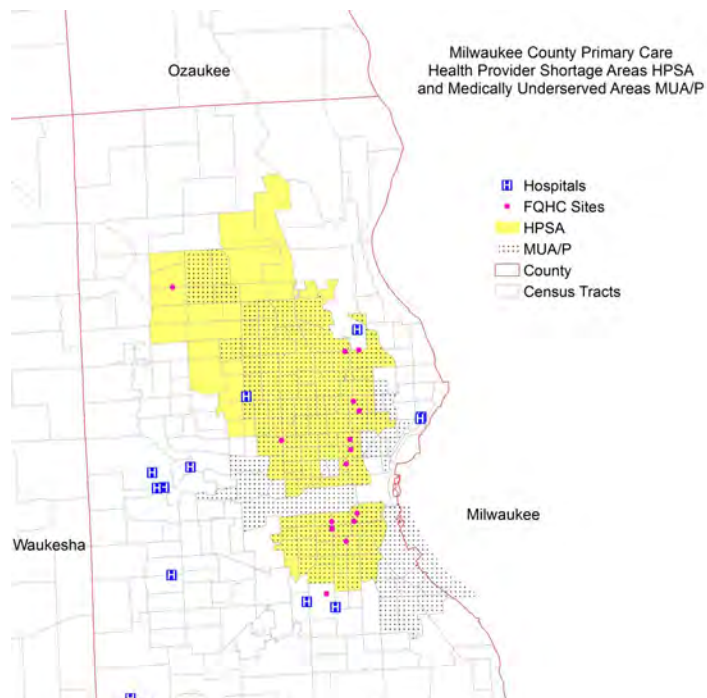 Milwaukee County Primary Care
Health Provider Shortage Areas HPSA
and Medically Underserved Areas MUA/P
Ozaukee
H Hospitals
FQHC Sites
HPSA
MUA/P
County
Census Tracts
H
H
H
H
H
H H
Milwaukee
Waukesha
H
H
H
H